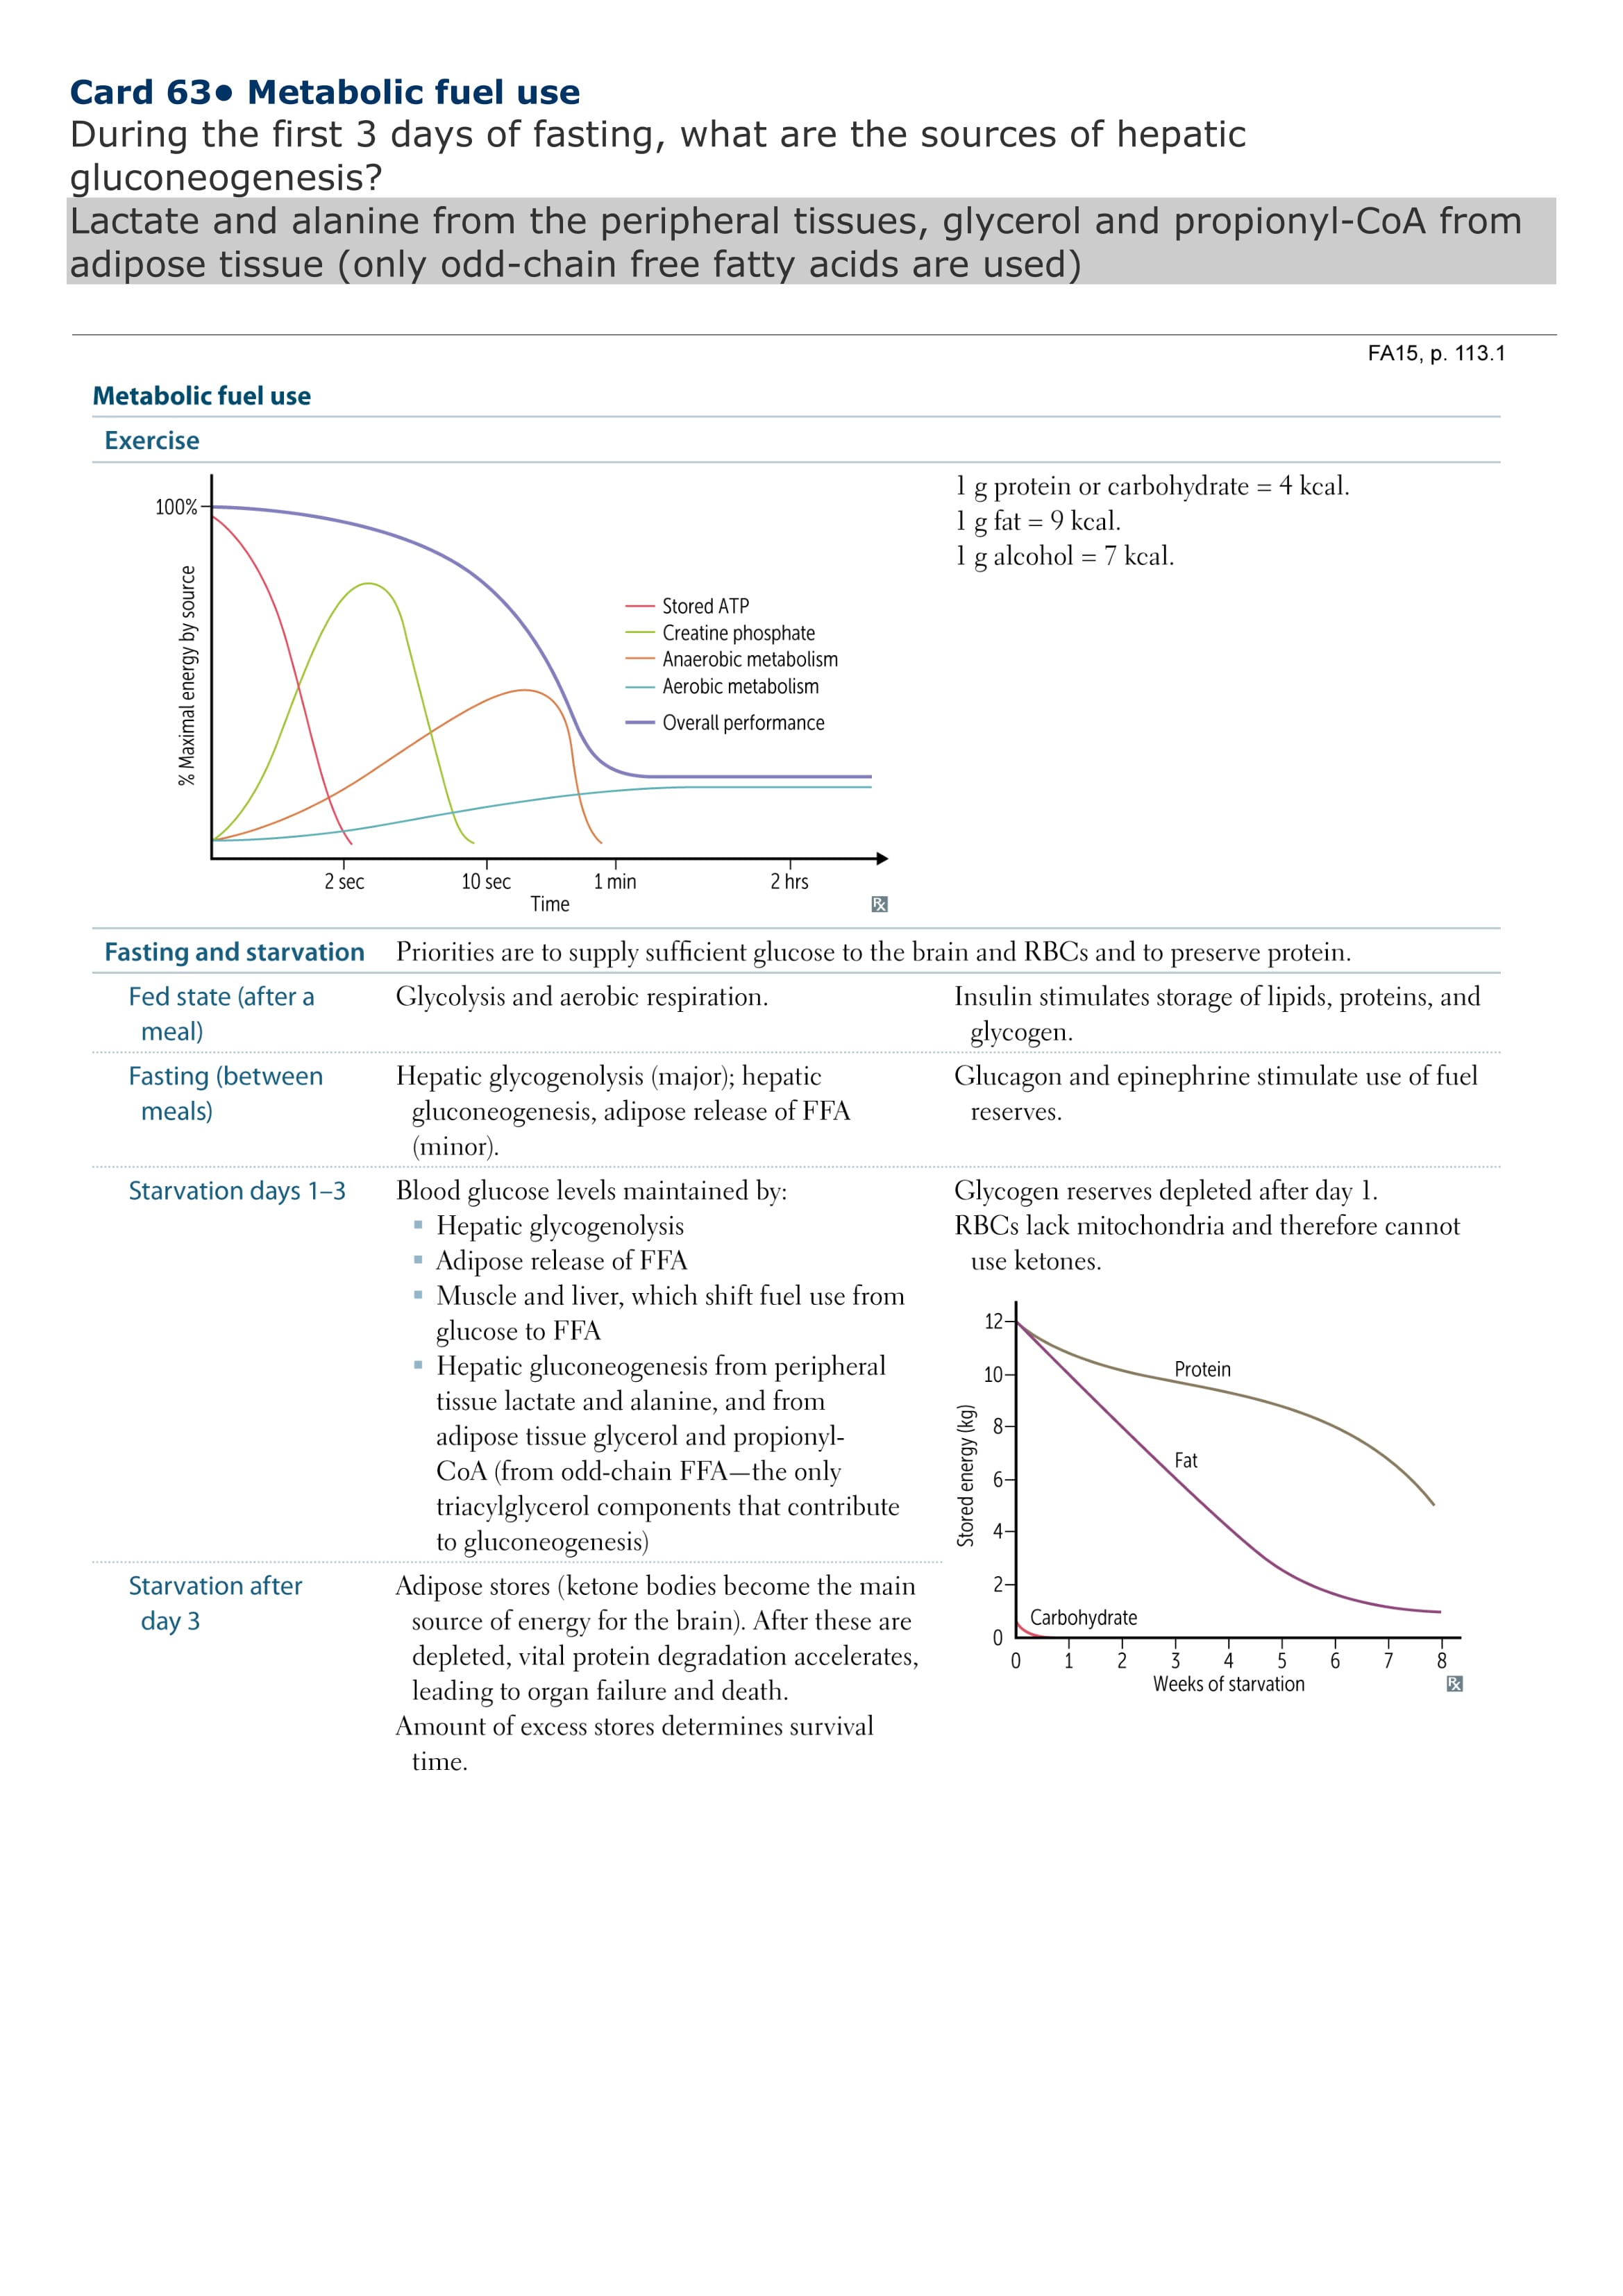 Card 63● Metabolic fuel use
During the first 3 days of fasting, what are the sources of hepatic
gluconeogenesis?
Lactate and alanine from the peripheral tissues, glycerol and propionyl-CoA from
adipose tissue (only odd-chain free fatty acids are used)
FA15, p. 113.1
Metabolic fuel use
Exercise
100%
% Maximal energy by source
Stored ATP
Creatine phosphate
Anaerobic metabolism
Aerobic metabolism
Overall performance
2 sec
10 sec
1 min
2 hrs
Time
Rx
1 g protein or carbohydrate = 4 kcal.
1 g fat = 9 kcal.
1 g alcohol = 7 kcal.
Fasting and starvation
Priorities are to supply sufficient glucose to the brain and RBCs and to preserve protein.
Fed state (after a
meal)
Glycolysis and aerobic respiration.
Insulin stimulates storage of lipids, proteins, and
glycogen.
Fasting (between
meals)
Hepatic glycogenolysis (major); hepatic
gluconeogenesis, adipose release of FFA
(minor).
Glucagon and epinephrine stimulate use of fuel
reserves.
Starvation days 1–3
Blood glucose levels maintained by:
▪ Hepatic glycogenolysis
▪ Adipose release of FFA
▪ Muscle and liver, which shift fuel use from
glucose to FFA
▪ Hepatic gluconeogenesis from peripheral
tissue lactate and alanine, and from
adipose tissue glycerol and propionyl-
CoA (from odd-chain FFA—the only
triacylglycerol components that contribute
to gluconeogenesis)
Glycogen reserves depleted after day 1.
RBCs lack mitochondria and therefore cannot
use ketones.
Stored energy (kg)
12
10
8
6
4
2
0
Protein
Fat
Carbohydrate
0 1 2 3 4 5 6 7 8
Weeks of starvation
Rx
Starvation after
day 3
Adipose stores (ketone bodies become the main
source of energy for the brain). After these are
depleted, vital protein degradation accelerates,
leading to organ failure and death.
Amount of excess stores determines survival
time.